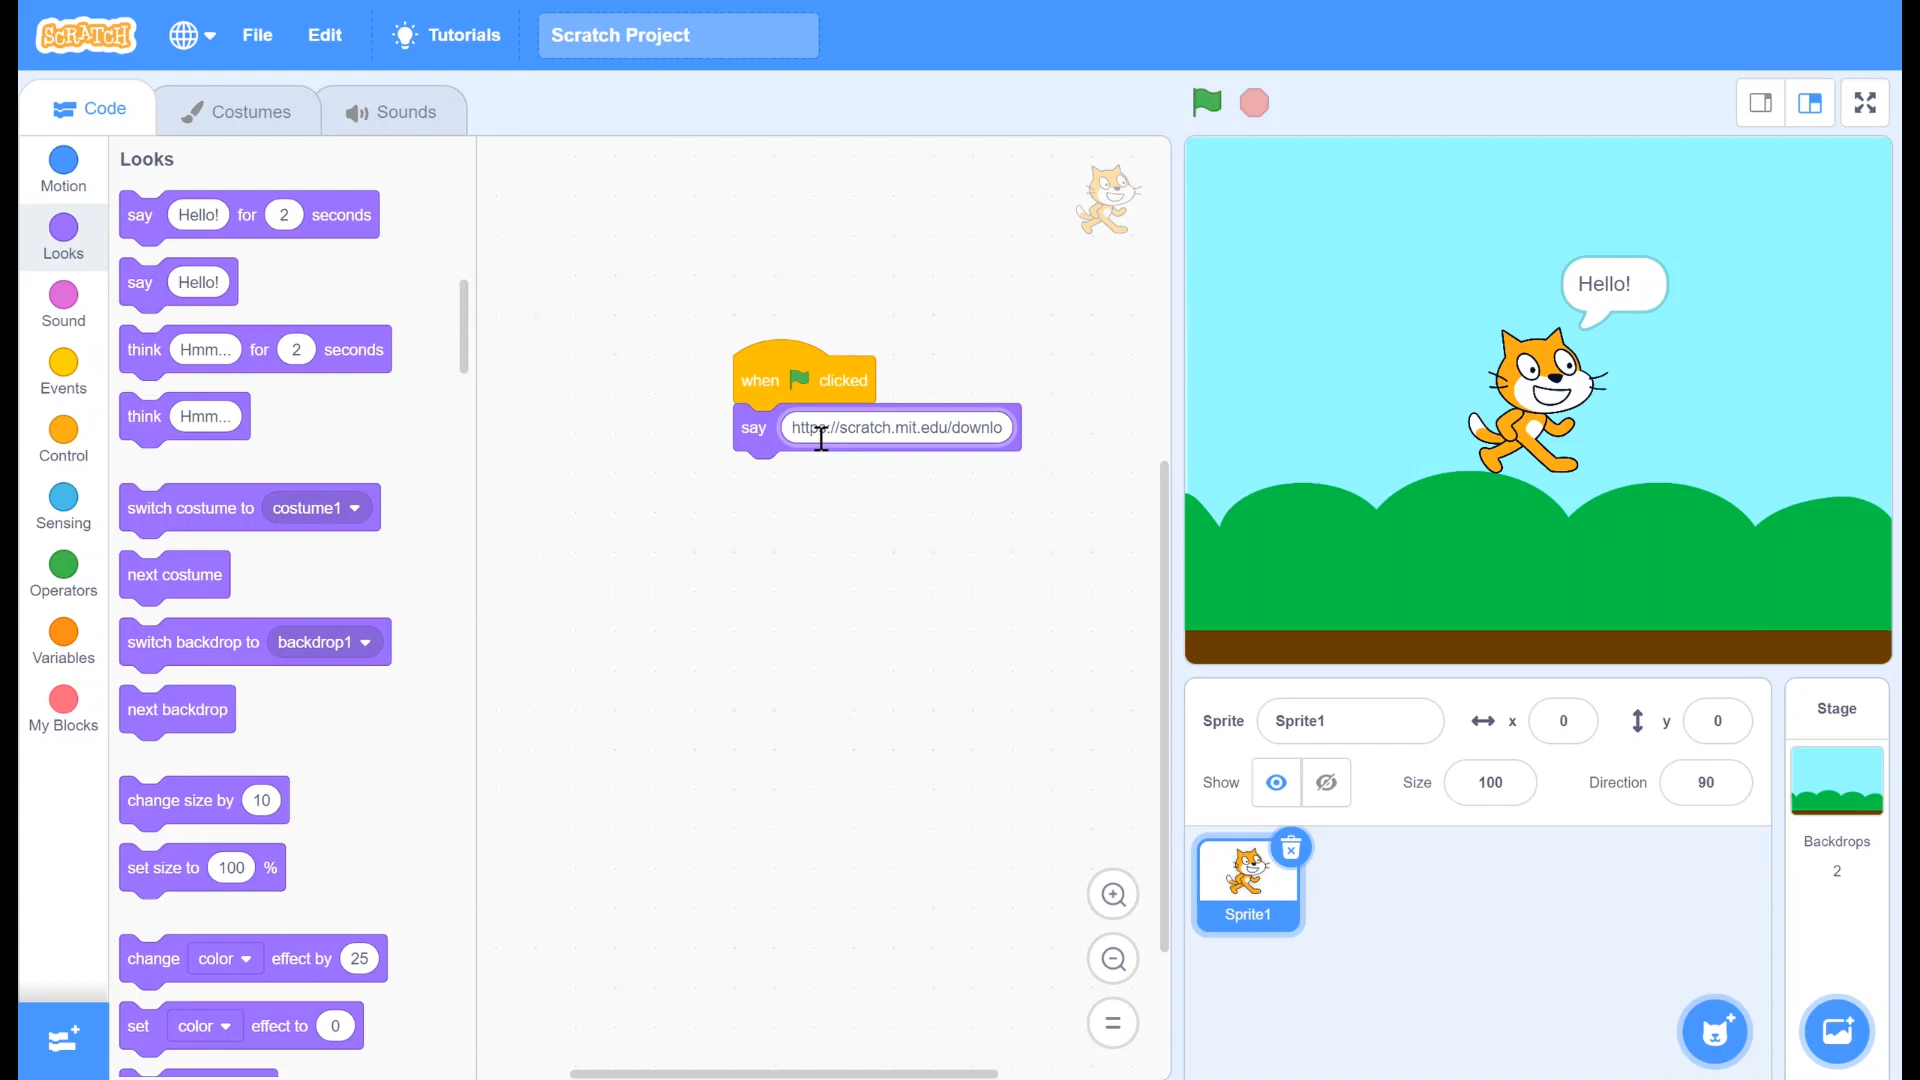 SCRATCH
File
Edit
Tutorials
Scratch Project
Code
Costumes
Sounds
Motion
Looks
Sound
Events
Control
Sensing
Operators
Variables
My Blocks
Looks
say Hello! for 2 seconds
say Hello!
think Hmm... for 2 seconds
think Hmm...
switch costume to costume1
next costume
switch backdrop to backdrop1
next backdrop
change size by 10
set size to 100 %
change color effect by 25
set color effect to 0
when clicked
say https://scratch.mit.edu/downlo
Hello!
Sprite Sprite1 x 0 y 0
Show Size 100 Direction 90
Sprite1
Stage
Backdrops
2